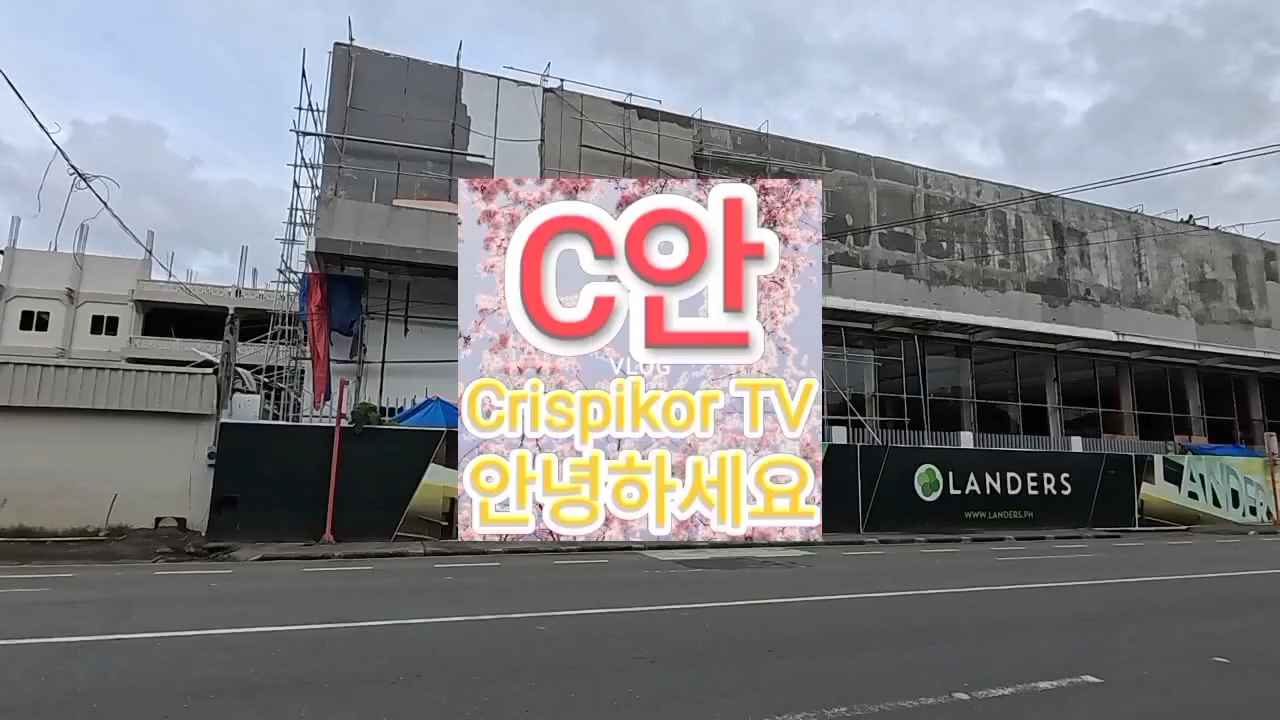 C안
VLOG
Crispikor TV
안녕하세요
LANDERS
WWW.LANDERS.PH
LANDERS